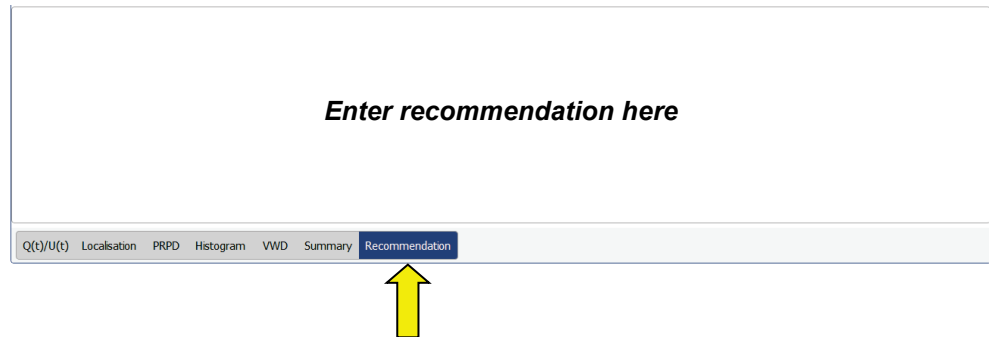 Enter recommendation here
Q(t)/U(t) Localisation PRPD Histogram VWD Summary Recommendation